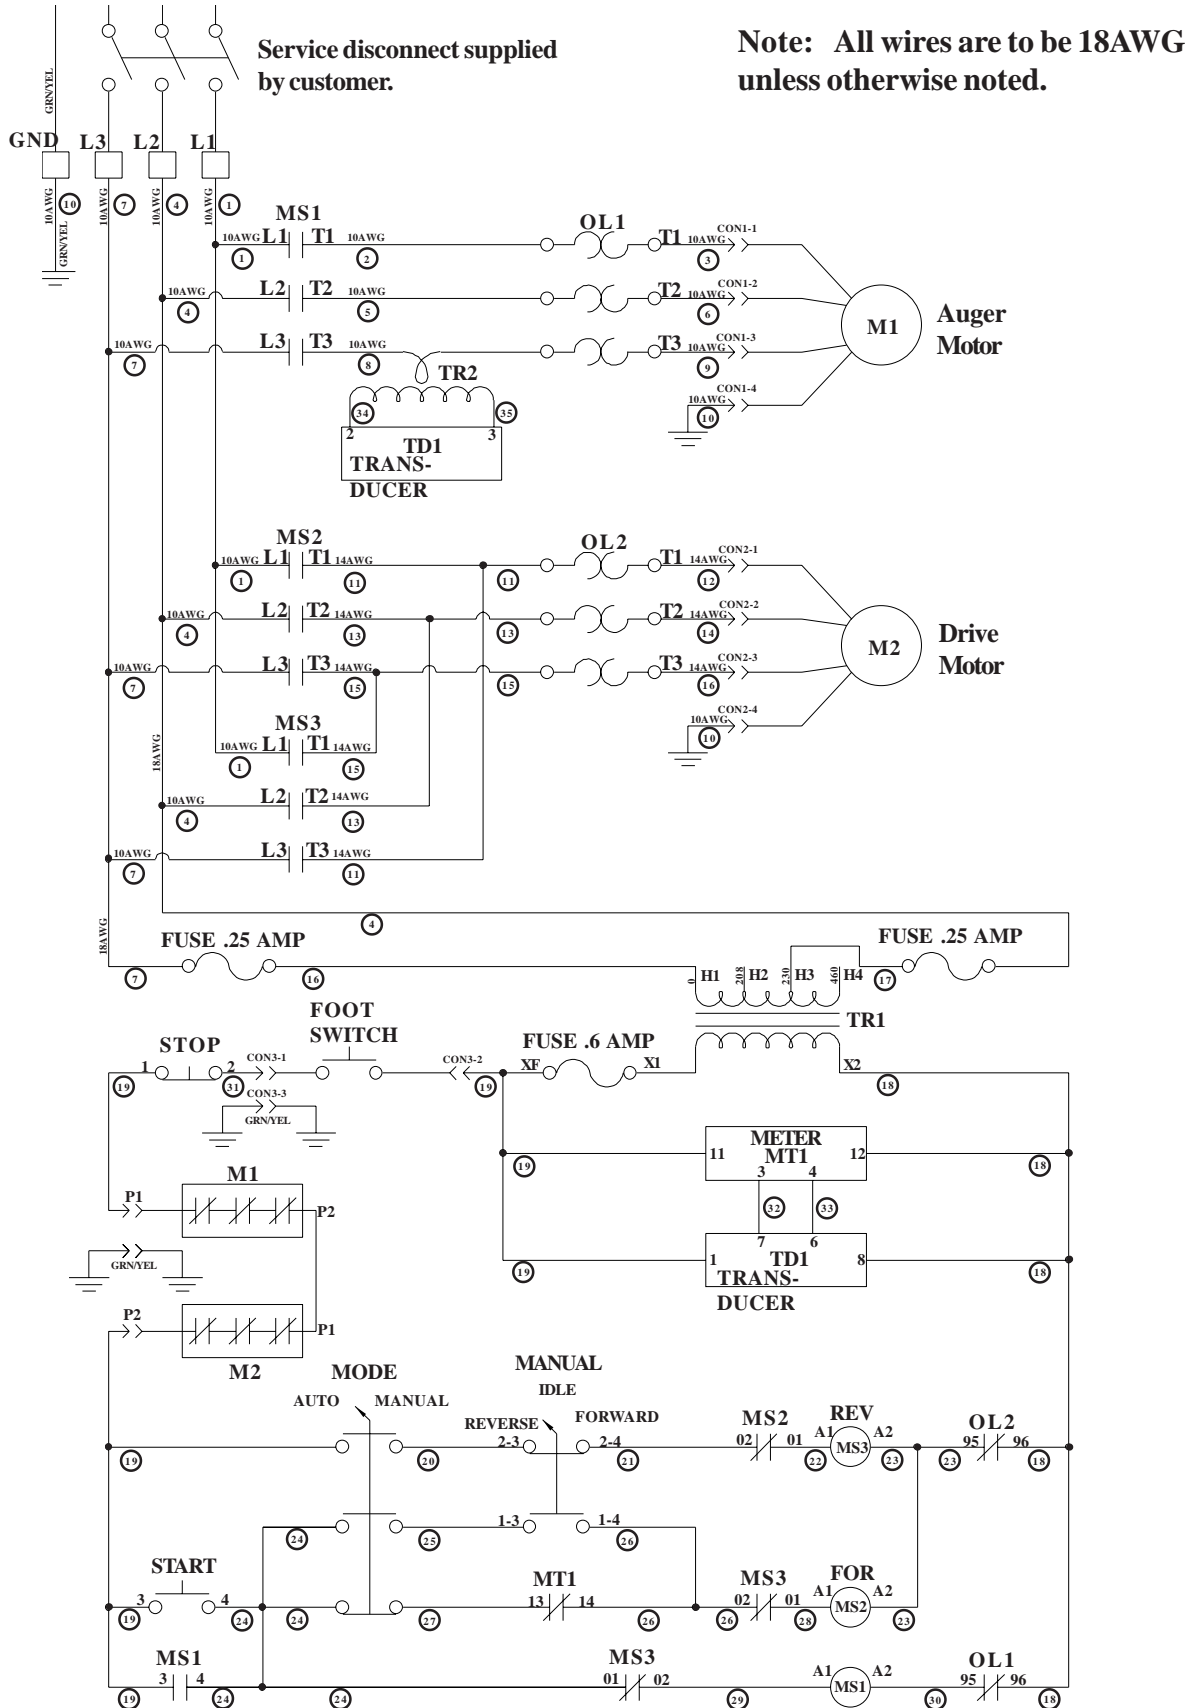 Service disconnect supplied
by customer.
Note: All wires are to be 18AWG
unless otherwise noted.
GRN/YEL
GND L3 L2 L1
10AWG 10 10AWG 7 10AWG 4 10AWG 1
GRN/YEL
MS1 OL1
10AWG L1 T1 10AWG T1 10AWG CON1-1
1 2 3
10AWG L2 T2 10AWG T2 10AWG CON1-2
4 5 6
10AWG L3 T3 10AWG T3 10AWG CON1-3
7 8 9
M1
Auger
Motor
TR2
34 35
10AWG CON1-4
10
2 3
TD1
TRANS-
DUCER
MS2 OL2
10AWG L1 T1 14AWG T1 14AWG CON2-1
1 11 11 12
10AWG L2 T2 14AWG T2 14AWG CON2-2
4 13 13 14
10AWG L3 T3 14AWG T3 14AWG CON2-3
7 15 15 16
M2
Drive
Motor
10AWG CON2-4
10
MS3
18AWG
10AWG L1 T1 14AWG
1 15
10AWG L2 T2 14AWG
4 13
10AWG L3 T3 14AWG
7 11
18AWG
4
FUSE .25 AMP FUSE .25 AMP
7 16 0 H1 208 H2 230 H3 460 H4 17
TR1
FOOT
SWITCH
FUSE .6 AMP
STOP
1 2 CON3-1 CON3-2 XF X1 X2
19 31 19 18
CON3-3
GRN/YEL
METER
MT1
11 12
3 4
19 18
32 33
M1
P1 P2
7 6
TD1
1 8
TRANS-
DUCER
19 18
GRN/YEL
P2 P1
M2
MODE
AUTO MANUAL
MANUAL
IDLE
REVERSE FORWARD
2-3 2-4
MS2
02 01
REV
A1 MS3 A2
OL2
95 96
19 20 21 22 23 23 18
1-3 1-4
24 25 26
START
3 4
MT1
13 14
MS3
02 01
FOR
A1 MS2 A2
19 24 24 27 26 26 28 23
MS1
3 4
MS3
01 02
A1 MS1 A2
OL1
95 96
19 24 24 29 30 18